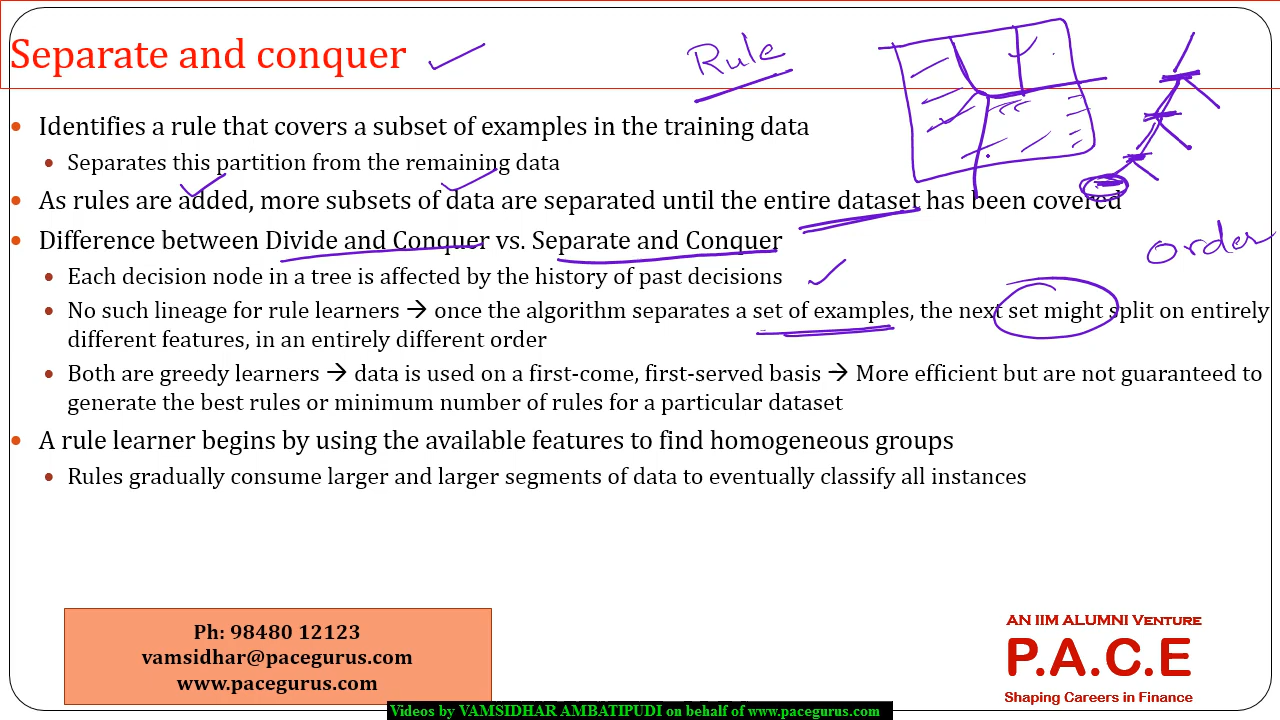 Separate and conquer
Rule
Identifies a rule that covers a subset of examples in the training data
Separates this partition from the remaining data
As rules are added, more subsets of data are separated until the entire dataset has been covered
Difference between Divide and Conquer vs. Separate and Conquer
order
Each decision node in a tree is affected by the history of past decisions
No such lineage for rule learners → once the algorithm separates a set of examples, the next set might split on entirely
different features, in an entirely different order
Both are greedy learners → data is used on a first-come, first-served basis → More efficient but are not guaranteed to
generate the best rules or minimum number of rules for a particular dataset
A rule learner begins by using the available features to find homogeneous groups
Rules gradually consume larger and larger segments of data to eventually classify all instances
Ph: 98480 12123
vamsidhar@pacegurus.com
www.pacegurus.com
AN IIM ALUMNI VENTURE
P.A.C.E
Shaping Careers in Finance
Videos by VAMSIDHAR AMBATIPUDI on behalf of www.pacegurus.com